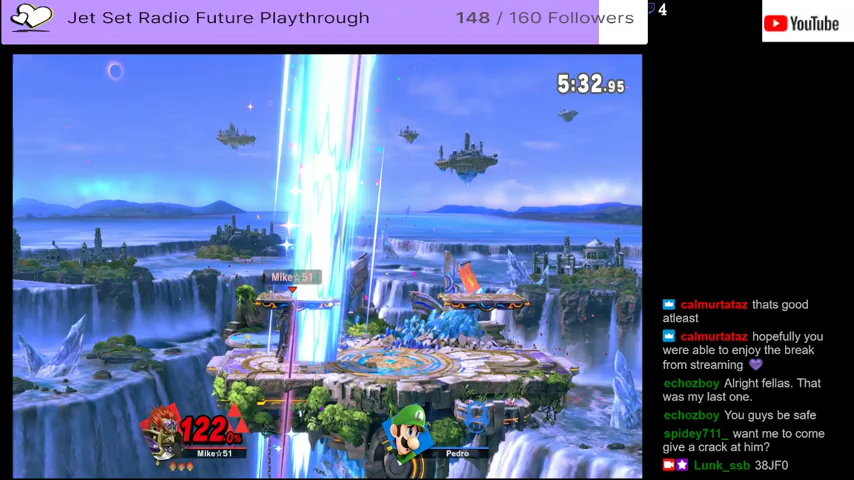 Jet Set Radio Future Playthrough
148 / 160 Followers
4
YouTube
5:32.95
Mike☆51
calmurtataz thats good
atleast
calmurtataz hopefully you
were able to enjoy the break
from streaming
echozboy Alright fellas. That
was my last one.
echozboy You guys be safe
spidey711_ want me to come
give a crack at him?
Lunk_ssb 38JF0
122.0%
Mike☆51
Pedro